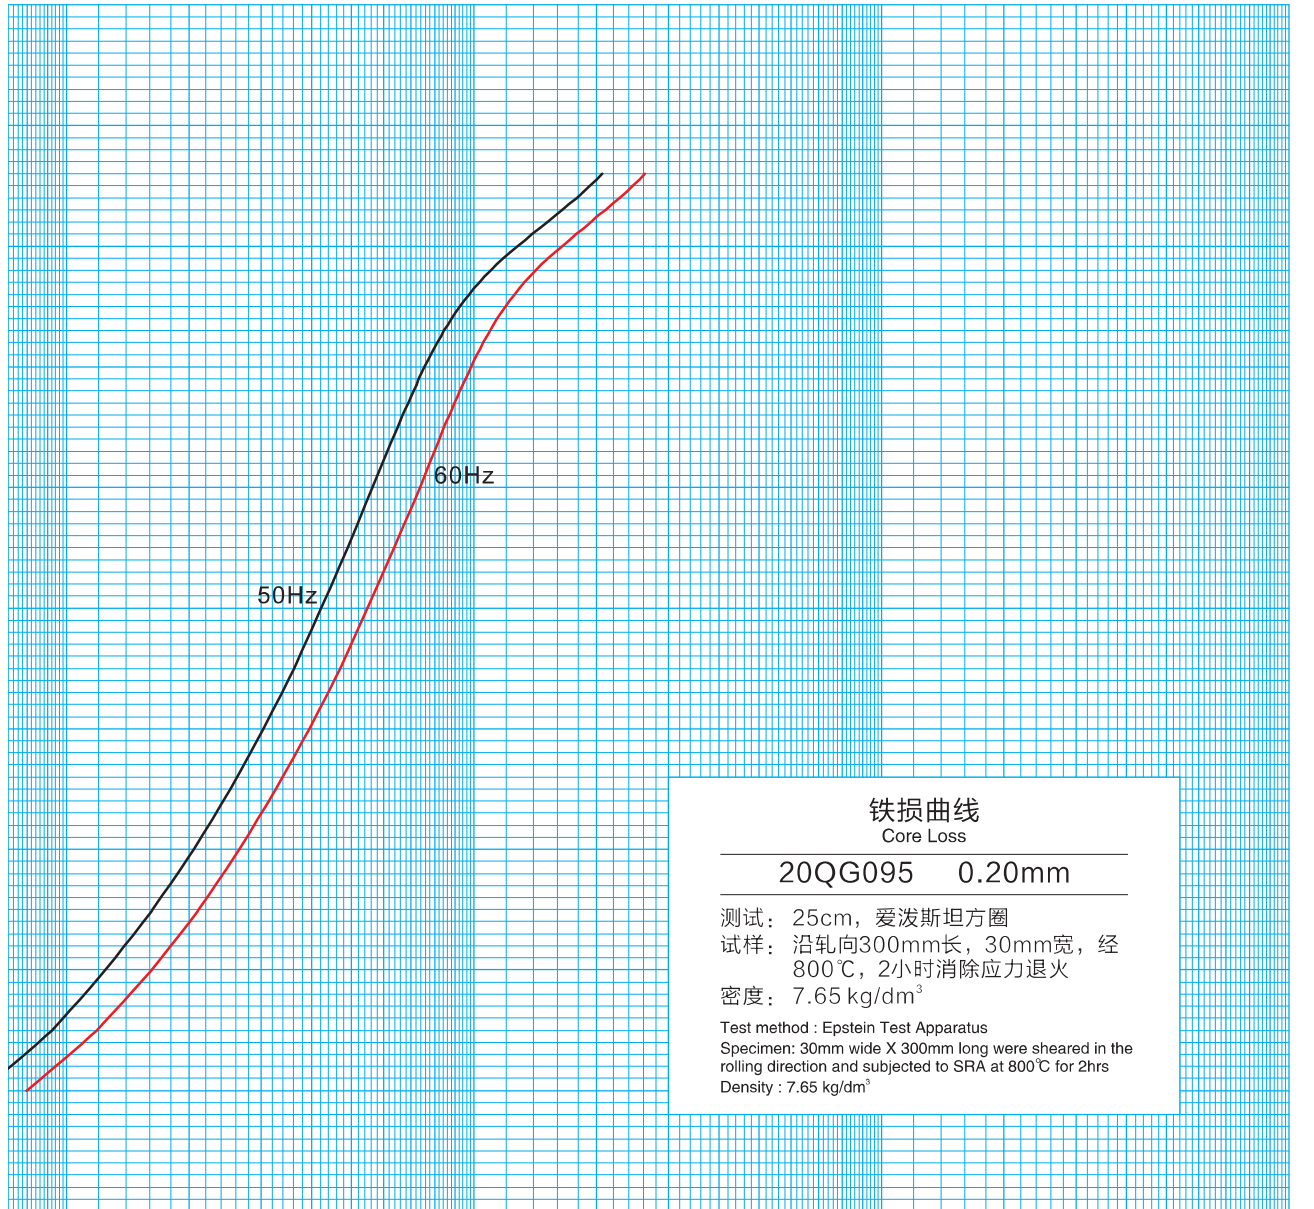 60Hz
50Hz
铁损曲线
Core Loss
20QG095 0.20mm
测试： 25cm，爱泼斯坦方圈
试样： 沿轧向300mm长，30mm宽，经
800℃，2小时消除应力退火
密度： 7.65 kg/dm³
Test method : Epstein Test Apparatus
Specimen: 30mm wide X 300mm long were sheared in the
rolling direction and subjected to SRA at 800℃ for 2hrs
Density : 7.65 kg/dm³